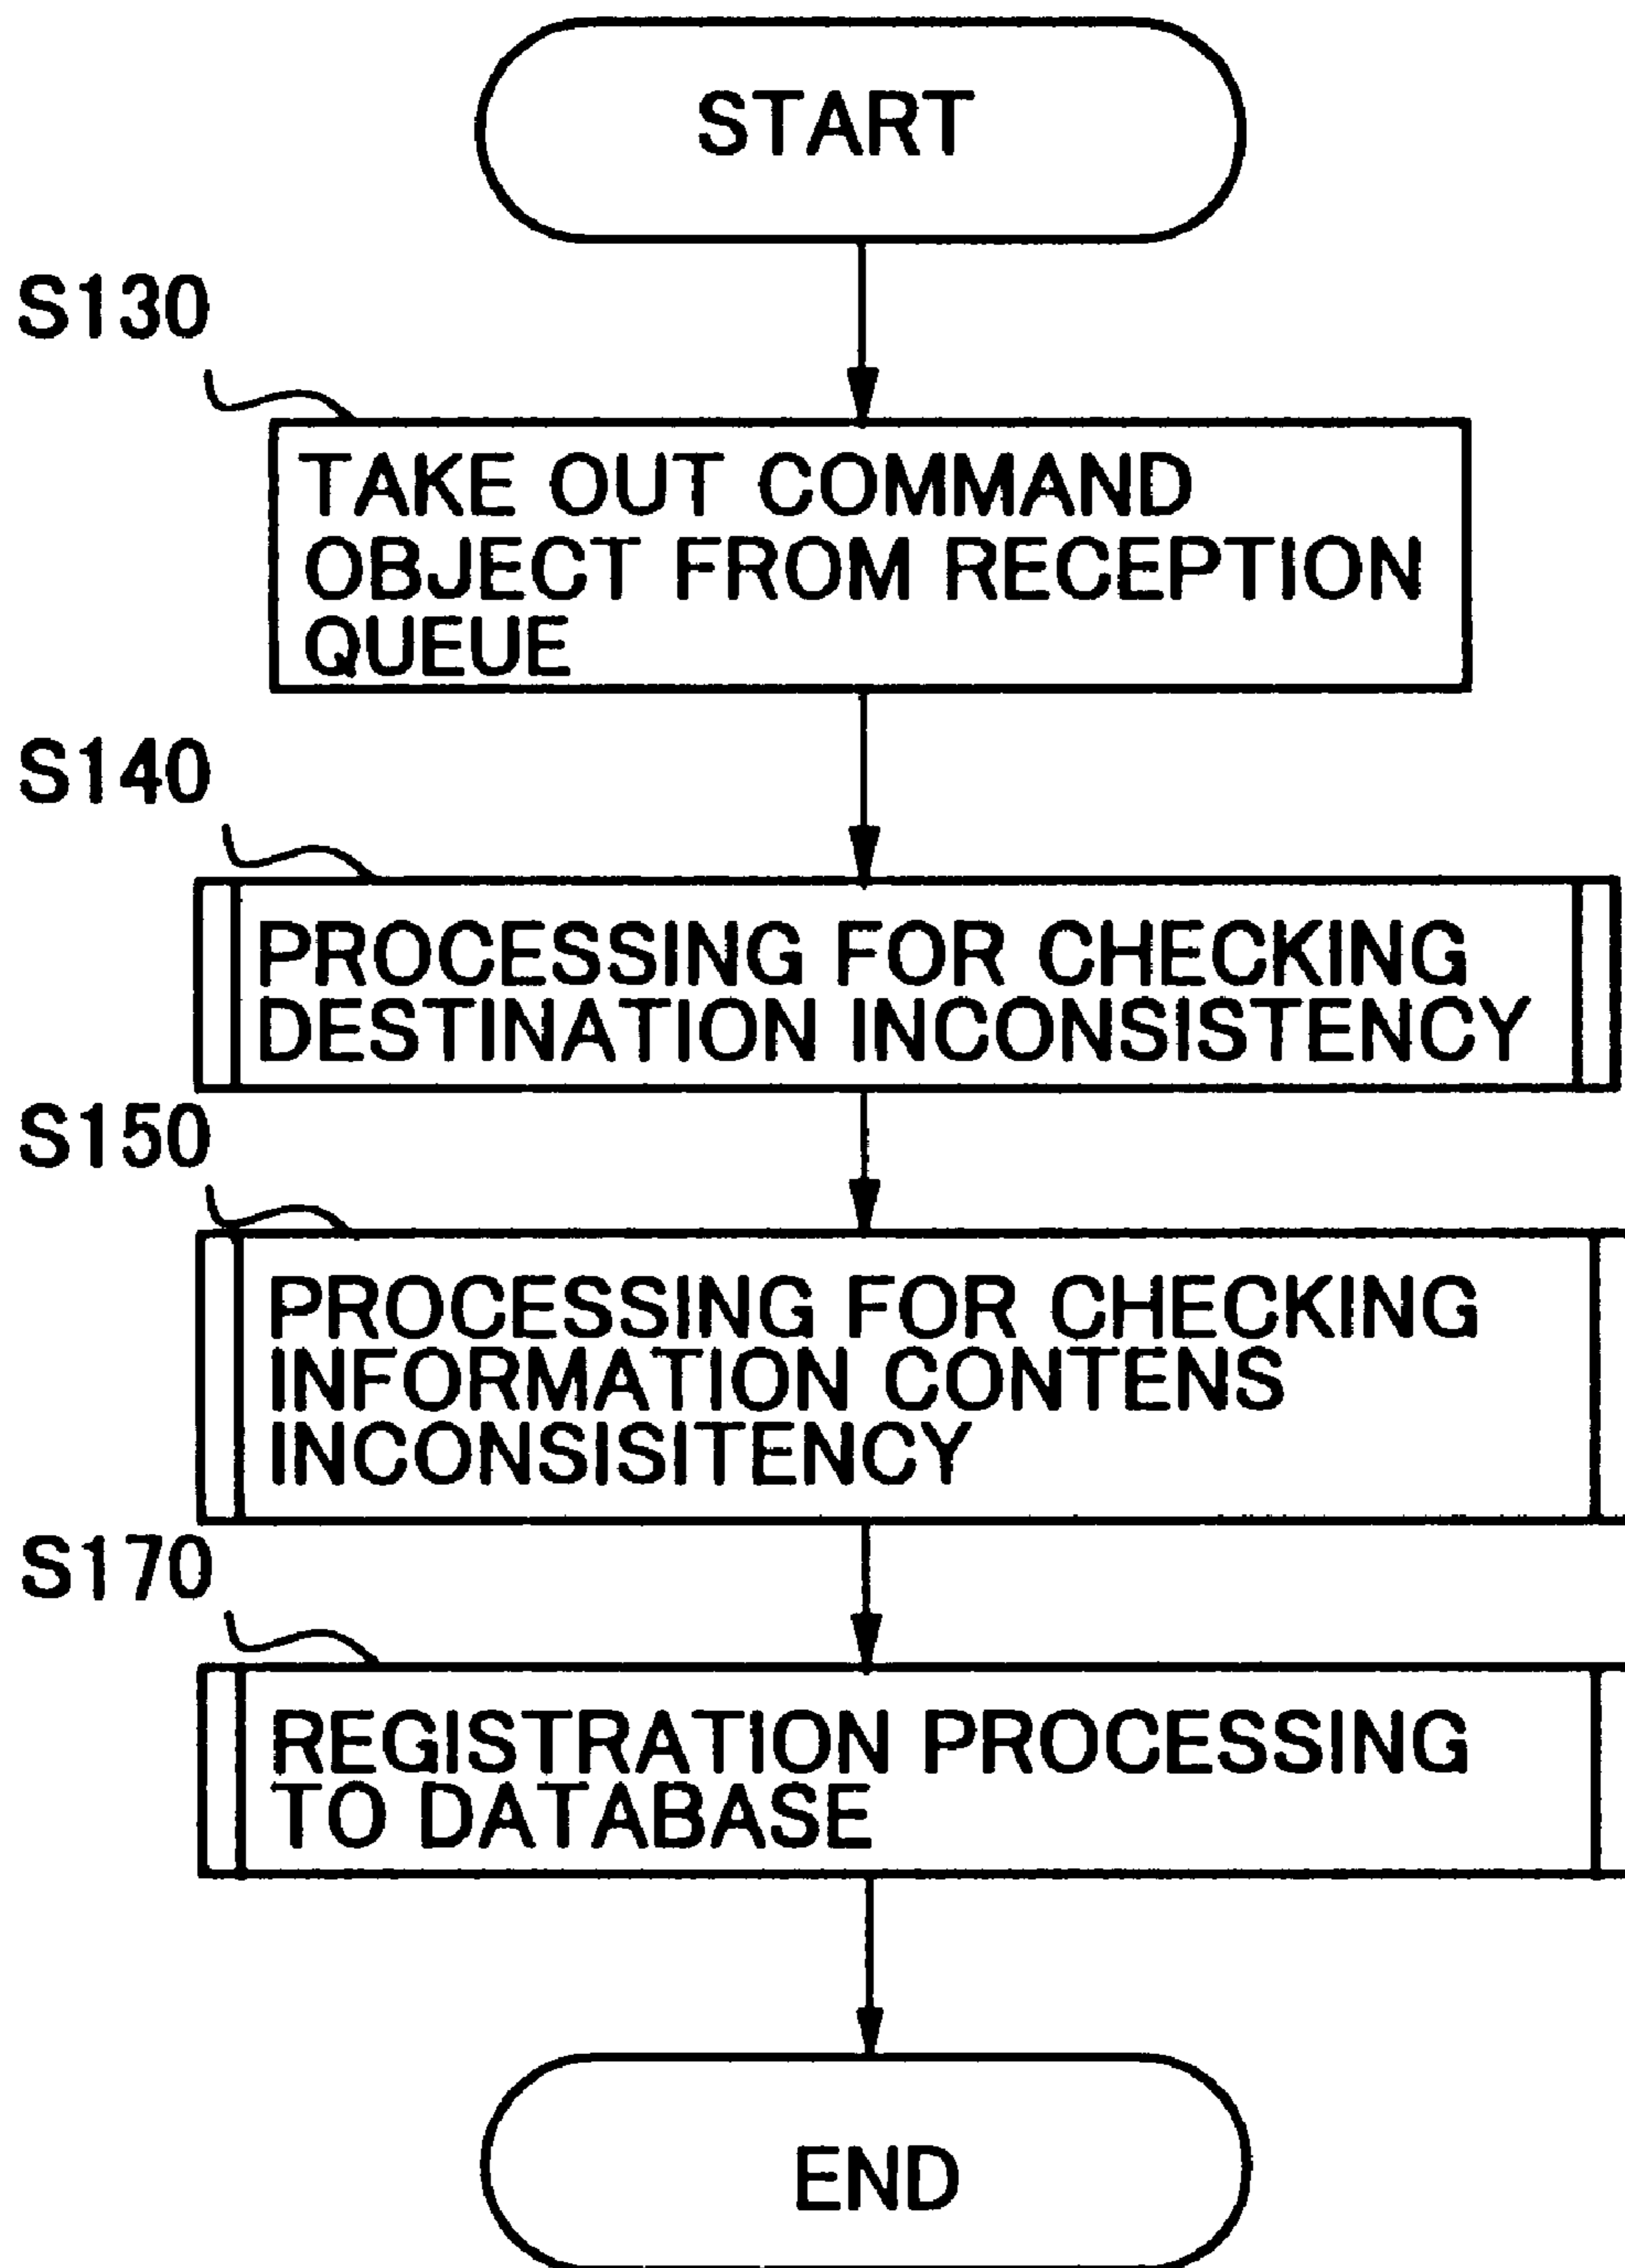 START
S130
TAKE OUT COMMAND
OBJECT FROM RECEPTION
QUEUE
S140
PROCESSING FOR CHECKING
DESTINATION INCONSISTENCY
S150
PROCESSING FOR CHECKING
INFORMATION CONTENS
INCONSISITENCY
S170
REGISTRATION PROCESSING
TO DATABASE
END